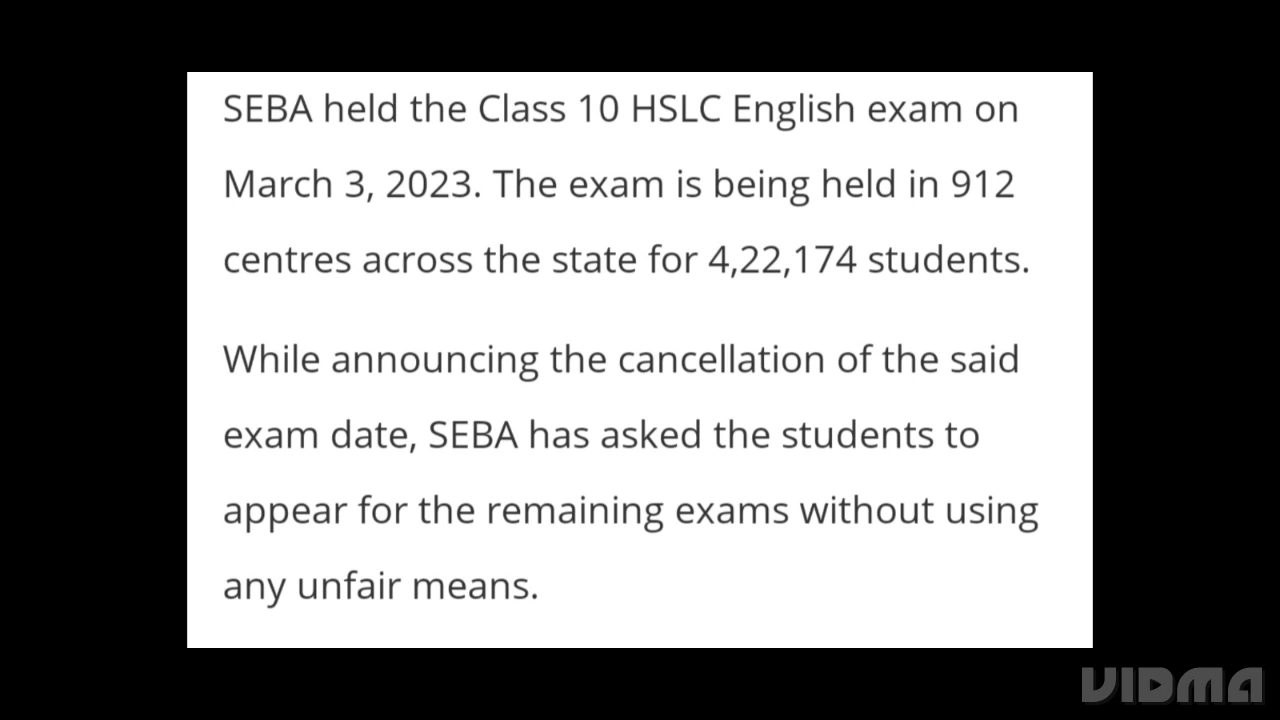 SEBA held the Class 10 HSLC English exam on
March 3, 2023. The exam is being held in 912
centres across the state for 4,22,174 students.
While announcing the cancellation of the said
exam date, SEBA has asked the students to
appear for the remaining exams without using
any unfair means.
VIDMA